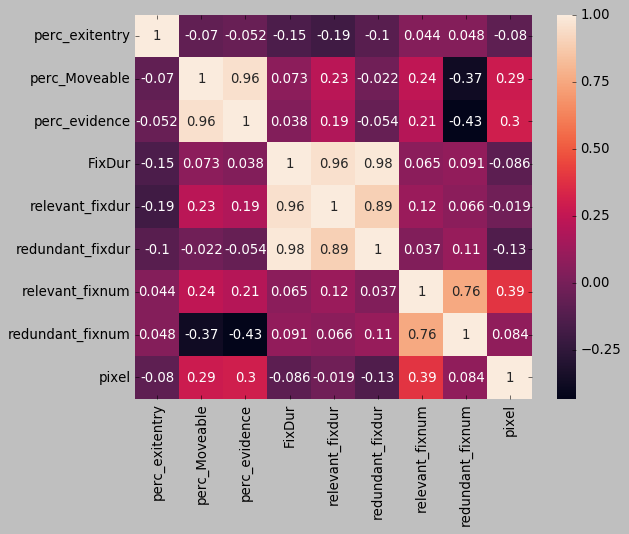 perc_exitentry 1 -0.07 -0.052 -0.15 -0.19 -0.1 0.044 0.048 -0.08
perc_Moveable -0.07 1 0.96 0.073 0.23 -0.022 0.24 -0.37 0.29
perc_evidence -0.052 0.96 1 0.038 0.19 -0.054 0.21 -0.43 0.3
FixDur -0.15 0.073 0.038 1 0.96 0.98 0.065 0.091 -0.086
relevant_fixdur -0.19 0.23 0.19 0.96 1 0.89 0.12 0.066 -0.019
redundant_fixdur -0.1 -0.022 -0.054 0.98 0.89 1 0.037 0.11 -0.13
relevant_fixnum 0.044 0.24 0.21 0.065 0.12 0.037 1 0.76 0.39
redundant_fixnum 0.048 -0.37 -0.43 0.091 0.066 0.11 0.76 1 0.084
pixel -0.08 0.29 0.3 -0.086 -0.019 -0.13 0.39 0.084 1
perc_exitentry
perc_Moveable
perc_evidence
FixDur
relevant_fixdur
redundant_fixdur
relevant_fixnum
redundant_fixnum
pixel
1.00
0.75
0.50
0.25
0.00
−0.25